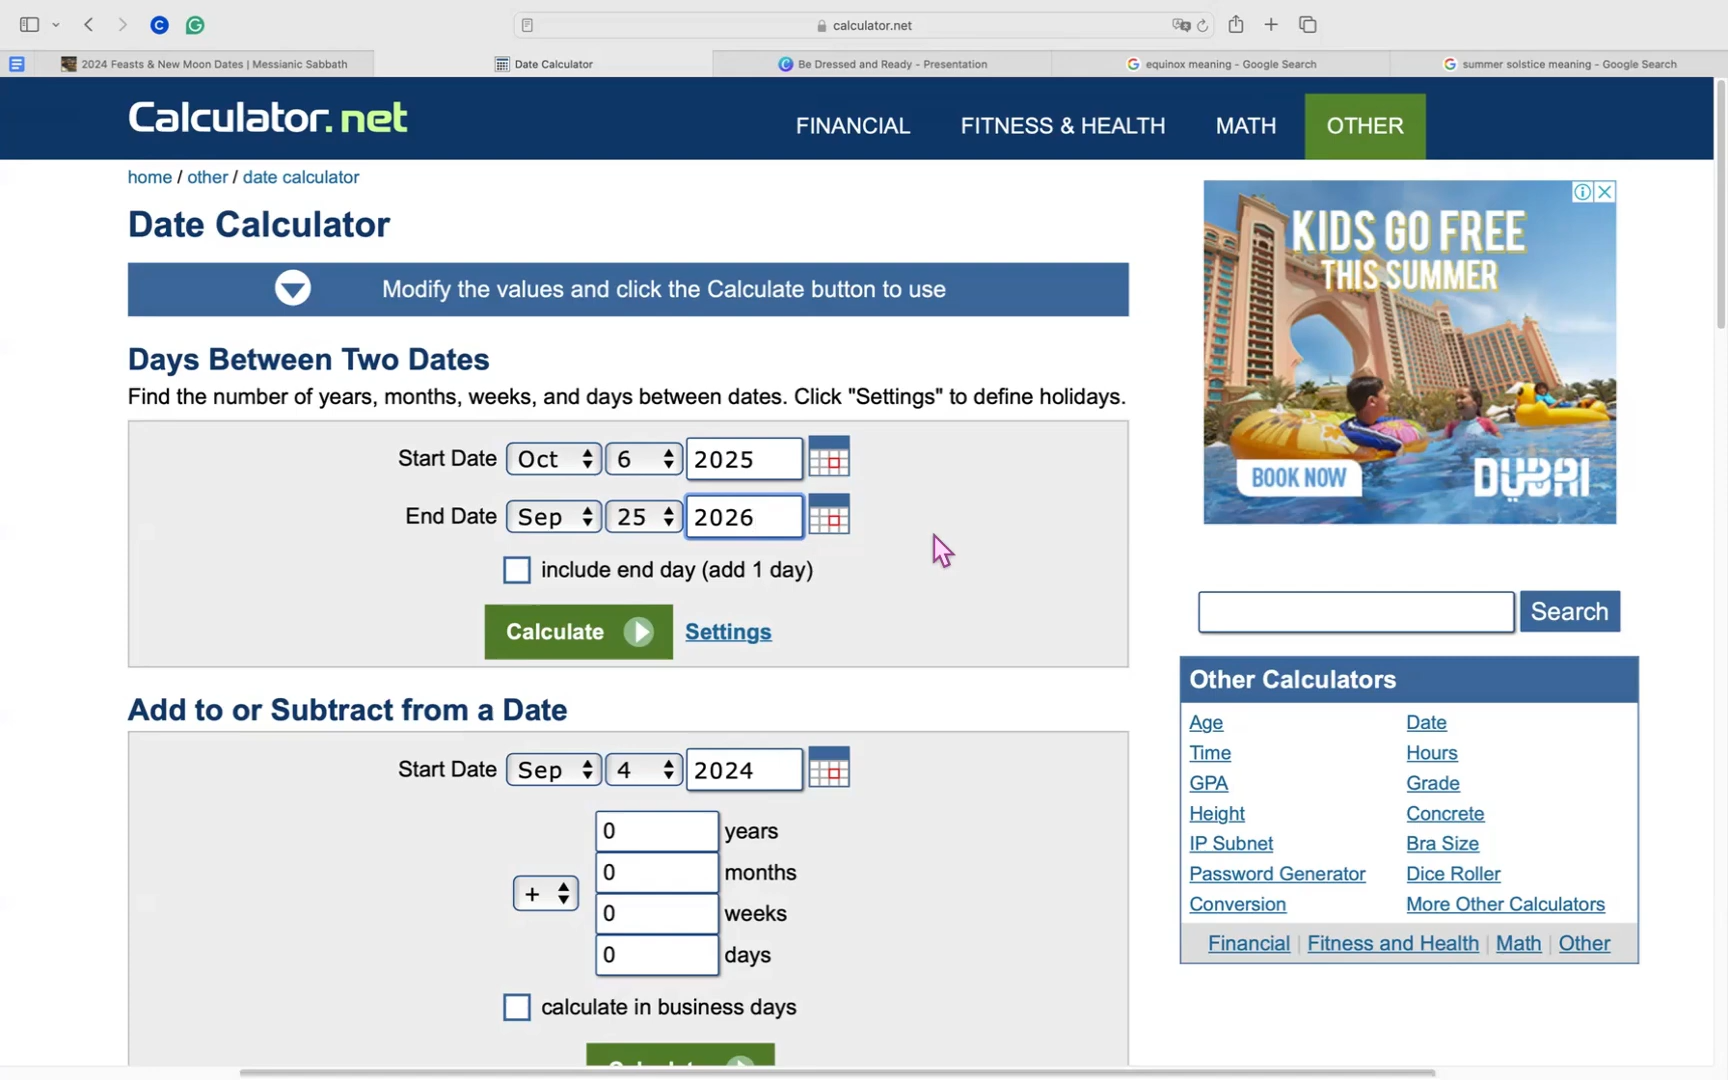 calculator.net
2024 Feasts & New Moon Dates | Messianic Sabbath
Date Calculator
Be Dressed and Ready - Presentation
equinox meaning - Google Search
summer solstice meaning - Google Search
Calculator.net
FINANCIAL
FITNESS & HEALTH
MATH
OTHER
home / other / date calculator
Date Calculator
Modify the values and click the Calculate button to use
Days Between Two Dates
Find the number of years, months, weeks, and days between dates. Click "Settings" to define holidays.
Start Date Oct 6 2025
End Date Sep 25 2026
include end day (add 1 day)
Calculate Settings
Add to or Subtract from a Date
Start Date Sep 4 2024
0 years
0 months
+
0 weeks
0 days
calculate in business days
KIDS GO FREE
THIS SUMMER
BOOK NOW
DUBAI
Search
Other Calculators
Age Date
Time Hours
GPA Grade
Height Concrete
IP Subnet Bra Size
Password Generator Dice Roller
Conversion More Other Calculators
Financial | Fitness and Health | Math | Other